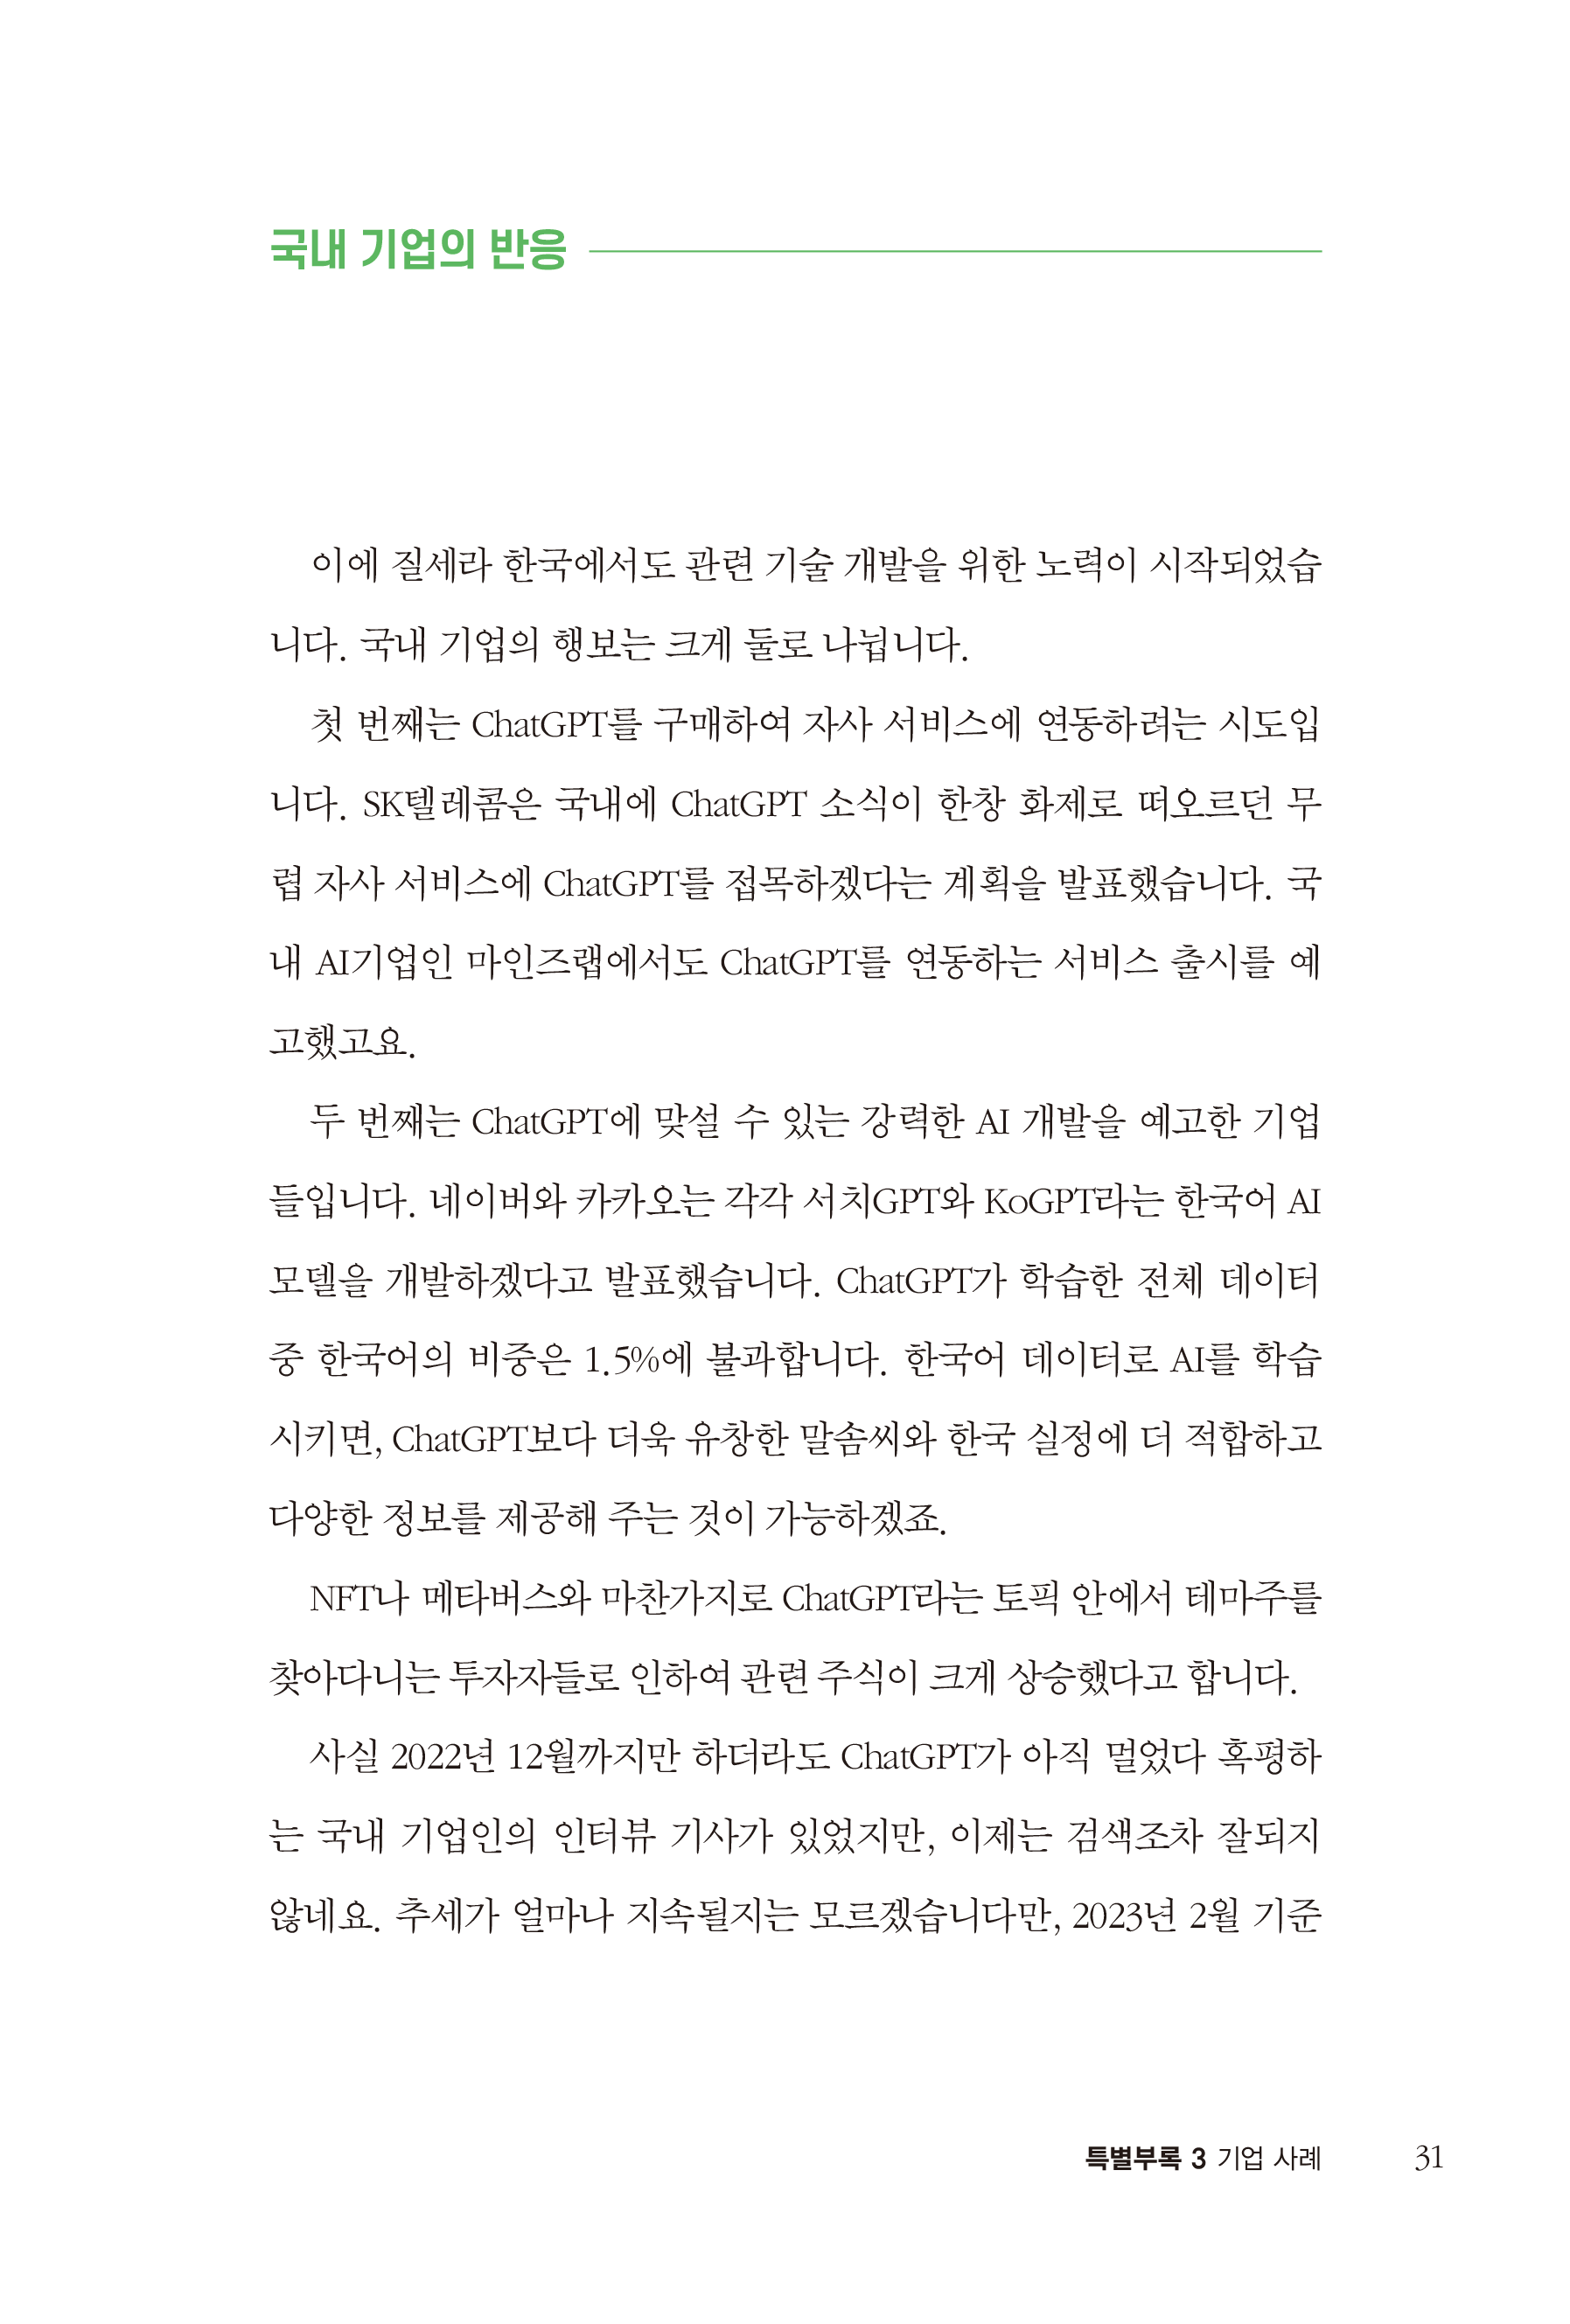 국내 기업의 반응
이에 질세라 한국에서도 관련 기술 개발을 위한 노력이 시작되었습
니다. 국내 기업의 행보는 크게 둘로 나뉩니다.
첫 번째는 ChatGPT를 구매하여 자사 서비스에 연동하려는 시도입
니다. SK텔레콤은 국내에 ChatGPT 소식이 한창 화제로 떠오르던 무
렵 자사 서비스에 ChatGPT를 접목하겠다는 계획을 발표했습니다. 국
내 AI기업인 마인즈랩에서도 ChatGPT를 연동하는 서비스 출시를 예
고했고요.
두 번째는 ChatGPT에 맞설 수 있는 강력한 AI 개발을 예고한 기업
들입니다. 네이버와 카카오는 각각 서치GPT와 KoGPT라는 한국어 AI
모델을 개발하겠다고 발표했습니다. ChatGPT가 학습한 전체 데이터
중 한국어의 비중은 1.5%에 불과합니다. 한국어 데이터로 AI를 학습
시키면, ChatGPT보다 더욱 유창한 말솜씨와 한국 실정에 더 적합하고
다양한 정보를 제공해 주는 것이 가능하겠죠.
NFT나 메타버스와 마찬가지로 ChatGPT라는 토픽 안에서 테마주를
찾아다니는 투자자들로 인하여 관련 주식이 크게 상승했다고 합니다.
사실 2022년 12월까지만 하더라도 ChatGPT가 아직 멀었다 혹평하
는 국내 기업인의 인터뷰 기사가 있었지만, 이제는 검색조차 잘되지
않네요. 추세가 얼마나 지속될지는 모르겠습니다만, 2023년 2월 기준
특별부록 3 기업 사례 31